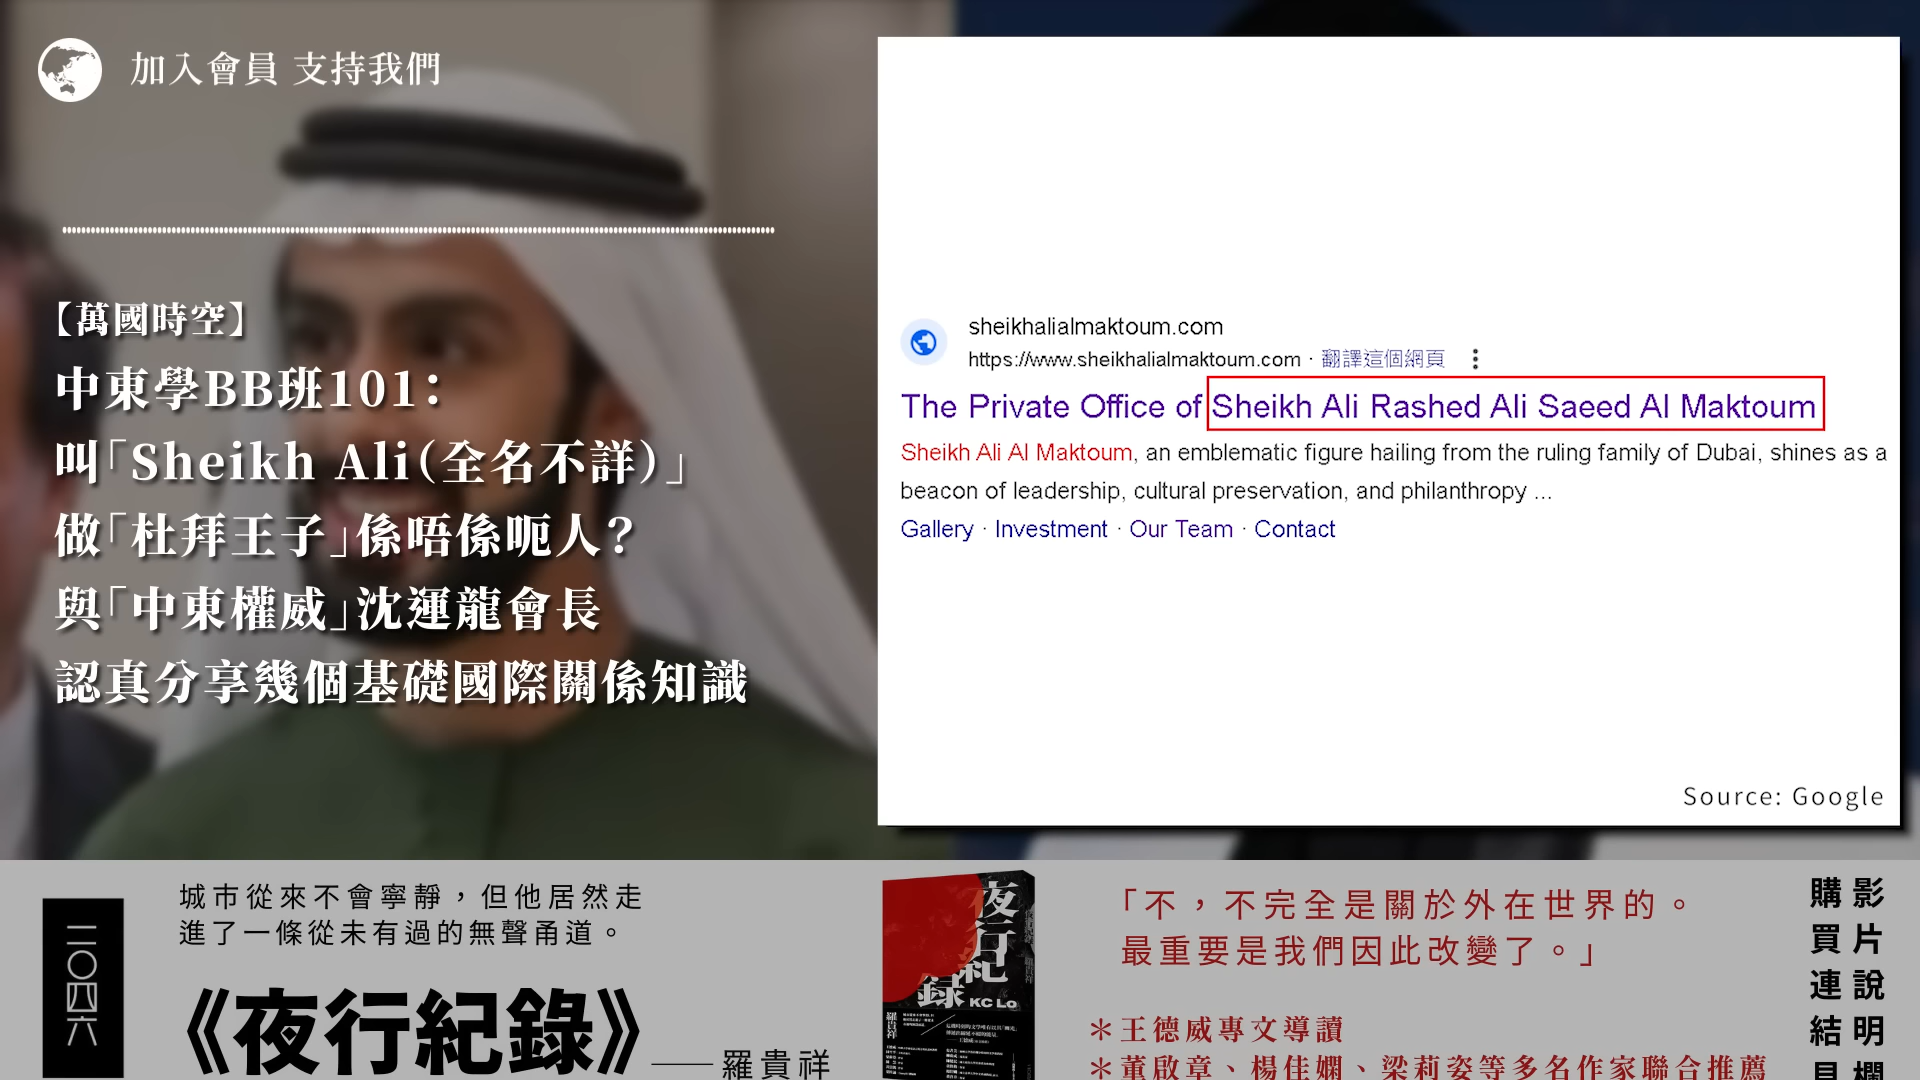 加入會員 支持我們
【萬國時空】
中東學BB班101：
叫「Sheikh Ali（全名不詳）」
做「杜拜王子」係唔係呃人？
與「中東權威」沈運龍會長
認真分享幾個基礎國際關係知識
sheikhalialmaktoum.com
https://www.sheikhalialmaktoum.com · 翻譯這個網頁
The Private Office of Sheikh Ali Rashed Ali Saeed Al Maktoum
Sheikh Ali Al Maktoum, an emblematic figure hailing from the ruling family of Dubai, shines as a
beacon of leadership, cultural preservation, and philanthropy ...
Gallery · Investment · Our Team · Contact
Source: Google
二〇四六
城市從來不會寧靜，但他居然走
進了一條從未有過的無聲甬道。
《夜行紀錄》——羅貴祥
夜行紀錄
KC Lo
羅貴祥
「不，不完全是關於外在世界的。
最重要是我們因此改變了。」
＊王德威專文導讀
＊董啟章、楊佳嫻、梁莉姿等多名作家聯合推薦
影片說明欄
購買連結見